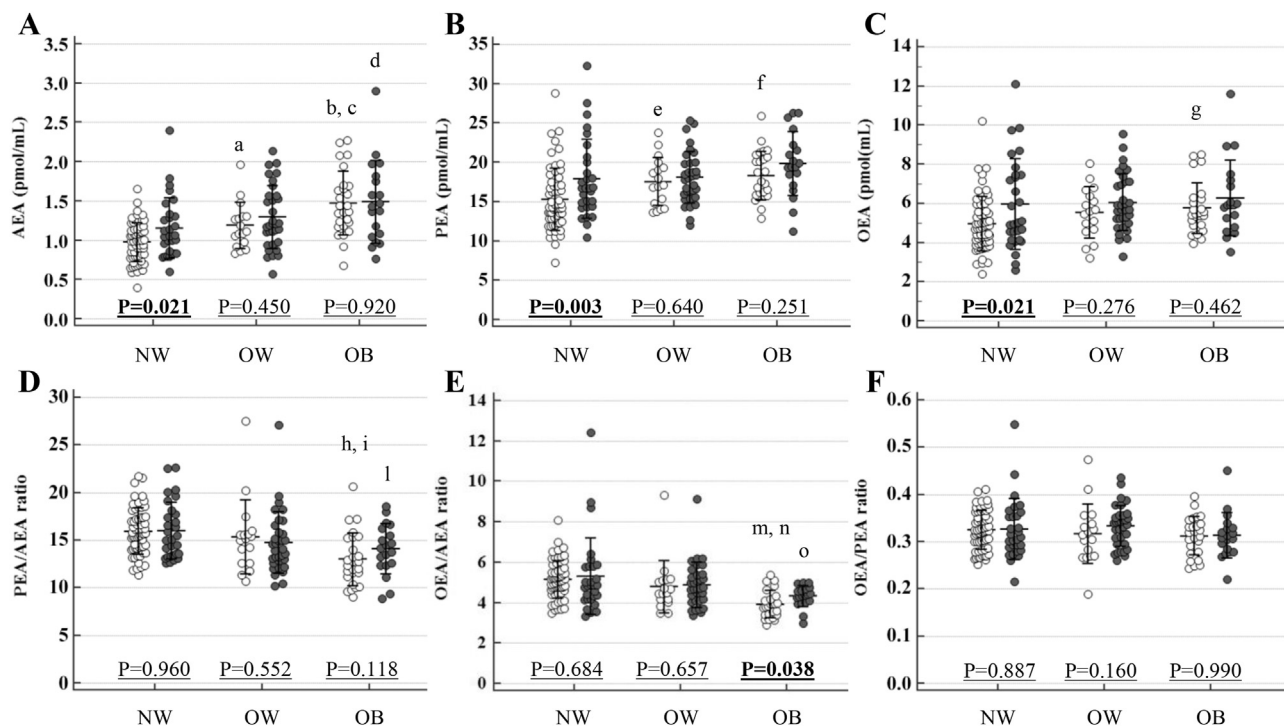 A
AEA (pmol/mL)
3.5
3.0
2.5
2.0
1.5
1.0
0.5
0.0
a
b, c
d
P=0.021
P=0.450
P=0.920
NW
OW
OB
B
PEA (pmol/mL)
35
30
25
20
15
10
5
0.0
e
f
P=0.003
P=0.640
P=0.251
NW
OW
OB
C
OEA (pmol(mL)
14
12
10
8
6
4
2
0
g
P=0.021
P=0.276
P=0.462
NW
OW
OB
D
PEA/AEA ratio
30
25
20
15
10
5
0
h, i
l
P=0.960
P=0.552
P=0.118
NW
OW
OB
E
OEA/AEA ratio
14
12
10
8
6
4
2
0
m, n
o
P=0.684
P=0.657
P=0.038
NW
OW
OB
F
OEA/PEA ratio
0.6
0.5
0.4
0.3
0.2
0.1
0.0
P=0.887
P=0.160
P=0.990
NW
OW
OB